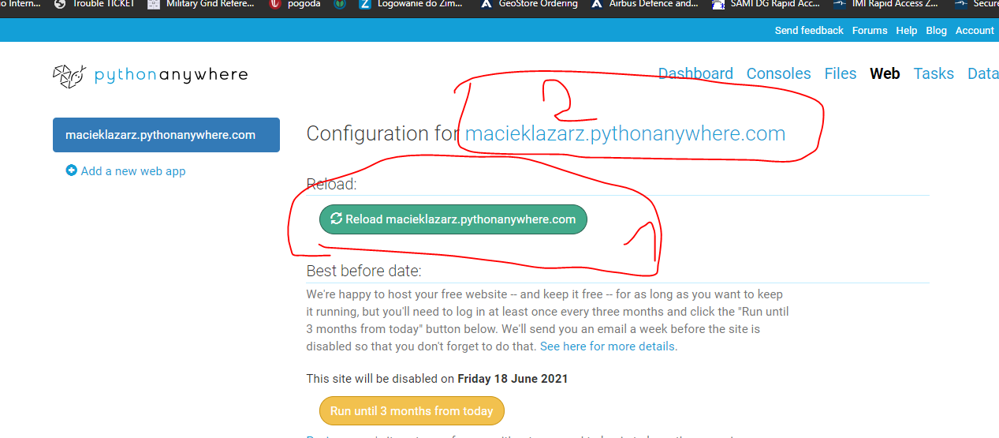 io Intern...
Trouble TICKET
Military Grid Refere...
pogoda
Logowanie do Zim...
GeoStore Ordering
Airbus Defence and...
SAMI DG Rapid Acc...
IMI Rapid Access Z...
Secure
Send feedback Forums Help Blog Account
pythonanywhere
Dashboard Consoles Files Web Tasks Data
2
macieklazarz.pythonanywhere.com
Add a new web app
Configuration for macieklazarz.pythonanywhere.com
Reload:
Reload macieklazarz.pythonanywhere.com
1
Best before date:
We're happy to host your free website -- and keep it free -- for as long as you want to keep
it running, but you'll need to log in at least once every three months and click the "Run until
3 months from today" button below. We'll send you an email a week before the site is
disabled so that you don't forget to do that. See here for more details.
This site will be disabled on Friday 18 June 2021
Run until 3 months from today